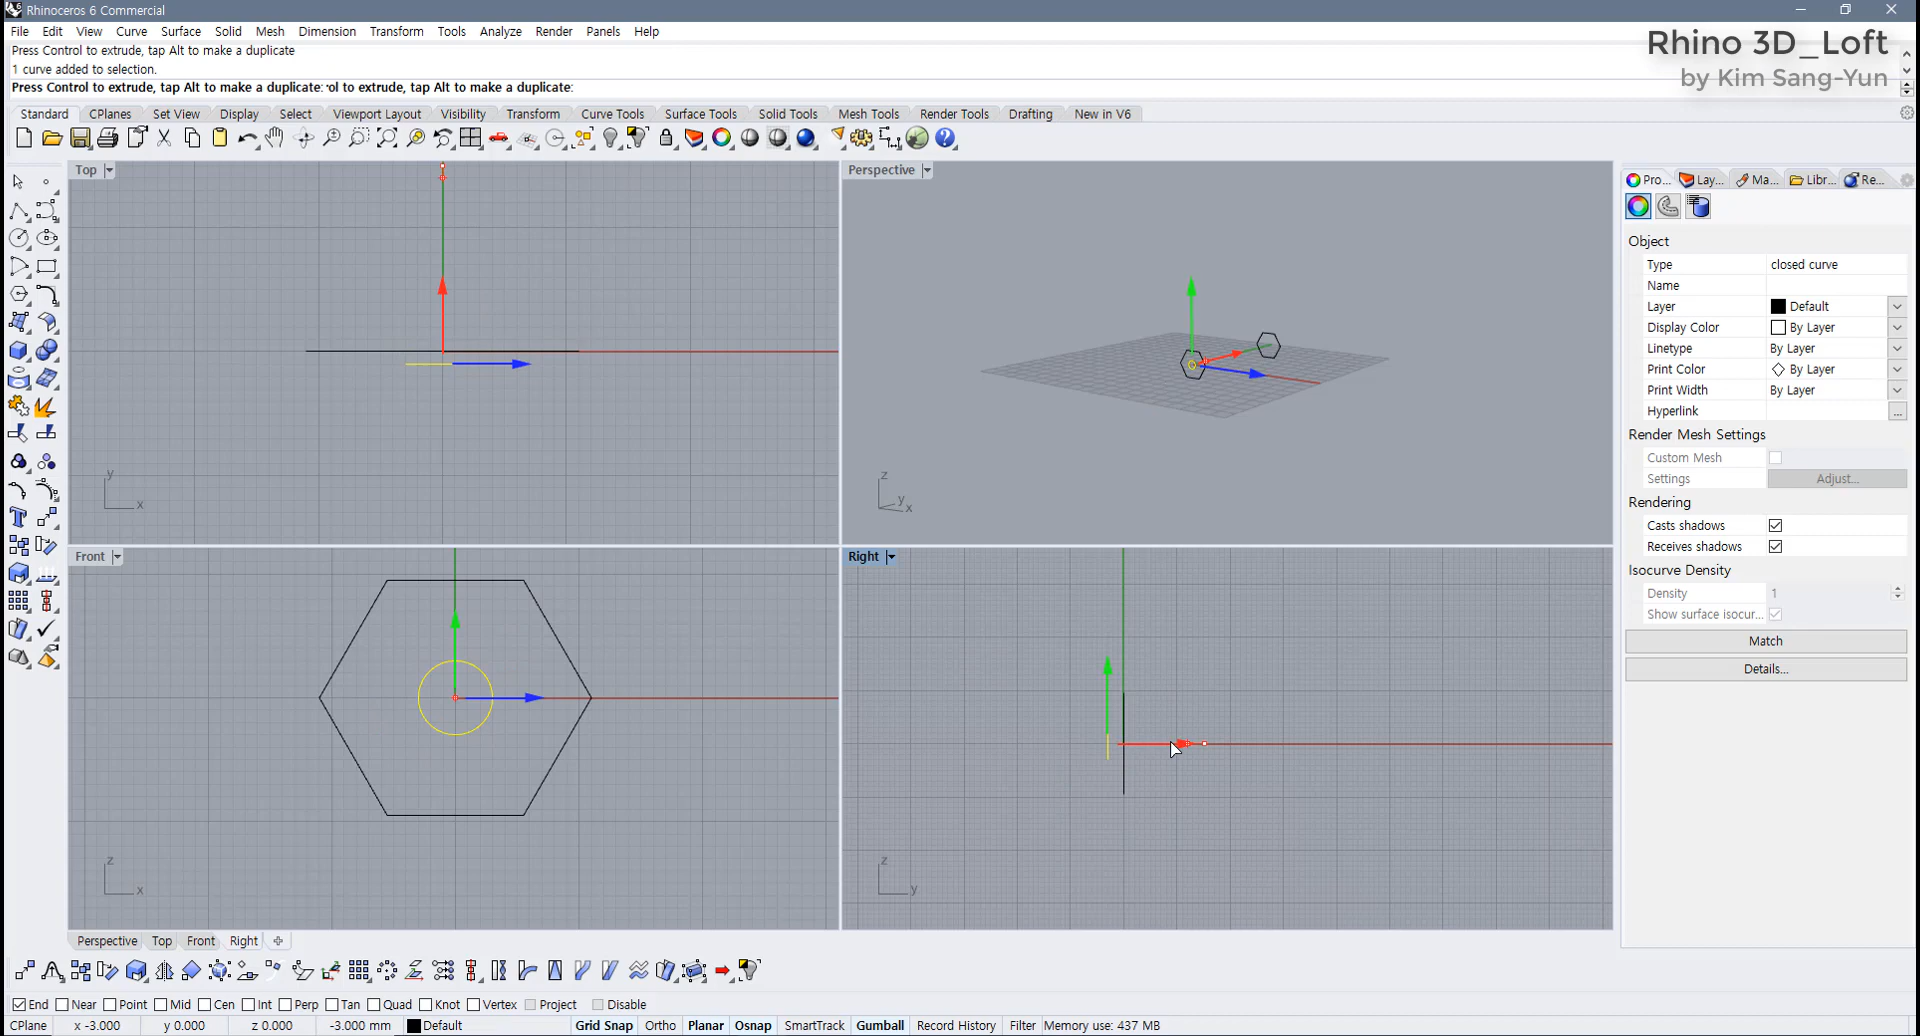 Rhinoceros 6 Commercial
File Edit View Curve Surface Solid Mesh Dimension Transform Tools Analyze Render Panels Help
Press Control to extrude, tap Alt to make a duplicate
1 curve added to selection.
Press Control to extrude, tap Alt to make a duplicate: ol to extrude, tap Alt to make a duplicate:
Rhino 3D_Loft
by Kim Sang-Yun
Standard CPlanes Set View Display Select Viewport Layout Visibility Transform Curve Tools Surface Tools Solid Tools Mesh Tools Render Tools Drafting New in V6
Top
y
x
Perspective
z
y
x
Front
z
x
Right
z
y
Pro... Lay... Ma... Libr... Re...
Object
Type closed curve
Name
Layer Default
Display Color By Layer
Linetype By Layer
Print Color By Layer
Print Width By Layer
Hyperlink ...
Render Mesh Settings
Custom Mesh
Settings Adjust...
Rendering
Casts shadows
Receives shadows
Isocurve Density
Density 1
Show surface isocur...
Match
Details...
Perspective Top Front Right
End Near Point Mid Cen Int Perp Tan Quad Knot Vertex Project Disable
CPlane x -3.000 y 0.000 z 0.000 -3.000 mm Default Grid Snap Ortho Planar Osnap SmartTrack Gumball Record History Filter Memory use: 437 MB